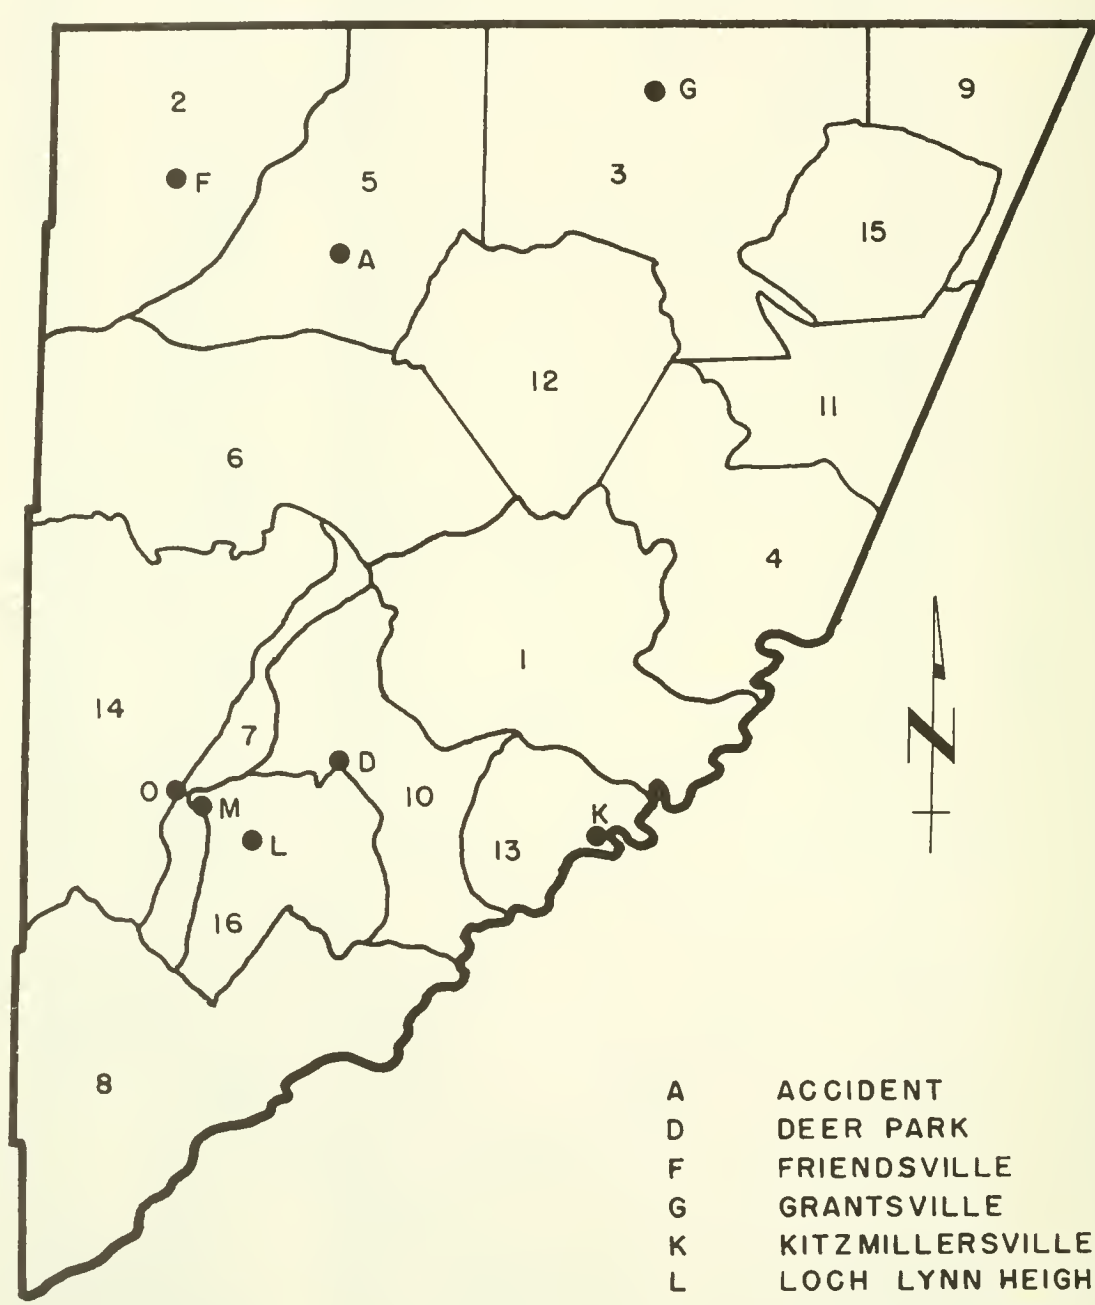 2
G
9
F
5
3
A
15
12
11
6
4
1
14
7
O
D
M
10
K
L
13
16
N
8
A ACCIDENT
D DEER PARK
F FRIENDSVILLE
G GRANTSVILLE
K KITZMILLERSVILLE
L LOCH LYNN HEIGH